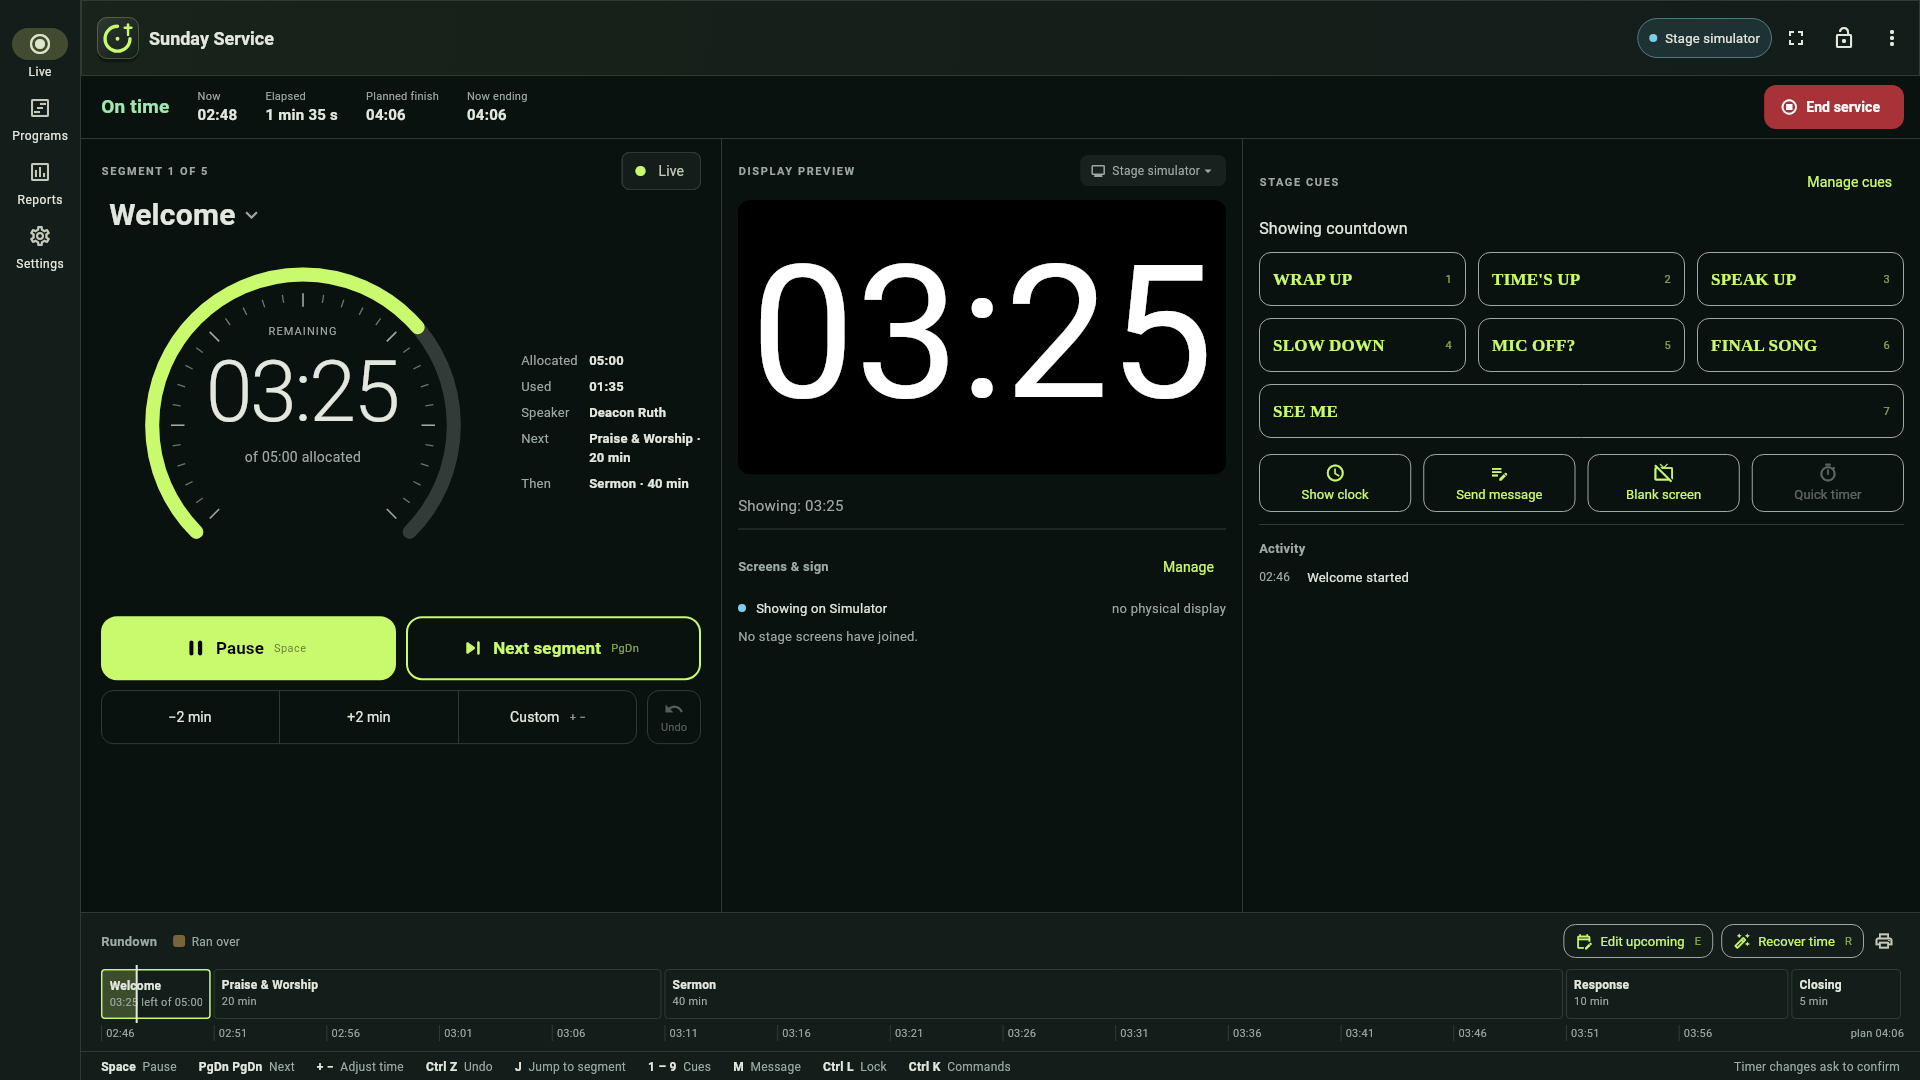 Live
Programs
Reports
Settings
Sunday Service
Stage simulator
On time
Now
02:48
Elapsed
1 min 35 s
Planned finish
04:06
Now ending
04:06
End service
SEGMENT 1 OF 5
Live
Welcome
REMAINING
03:25
of 05:00 allocated
Allocated 05:00
Used 01:35
Speaker Deacon Ruth
Next Praise & Worship ·
20 min
Then Sermon · 40 min
Pause Space
Next segment PgDn
−2 min
+2 min
Custom + −
Undo
DISPLAY PREVIEW
Stage simulator
03:25
Showing: 03:25
Screens & sign
Manage
Showing on Simulator
no physical display
No stage screens have joined.
STAGE CUES
Manage cues
Showing countdown
WRAP UP 1
TIME'S UP 2
SPEAK UP 3
SLOW DOWN 4
MIC OFF? 5
FINAL SONG 6
SEE ME 7
Show clock
Send message
Blank screen
Quick timer
Activity
02:46 Welcome started
Rundown
Ran over
Edit upcoming E
Recover time R
Welcome
03:25 left of 05:00
Praise & Worship
20 min
Sermon
40 min
Response
10 min
Closing
5 min
02:46 02:51 02:56 03:01 03:06 03:11 03:16 03:21 03:26 03:31 03:36 03:41 03:46 03:51 03:56 plan 04:06
Space Pause PgDn PgDn Next + − Adjust time Ctrl Z Undo J Jump to segment 1 – 9 Cues M Message Ctrl L Lock Ctrl K Commands
Timer changes ask to confirm